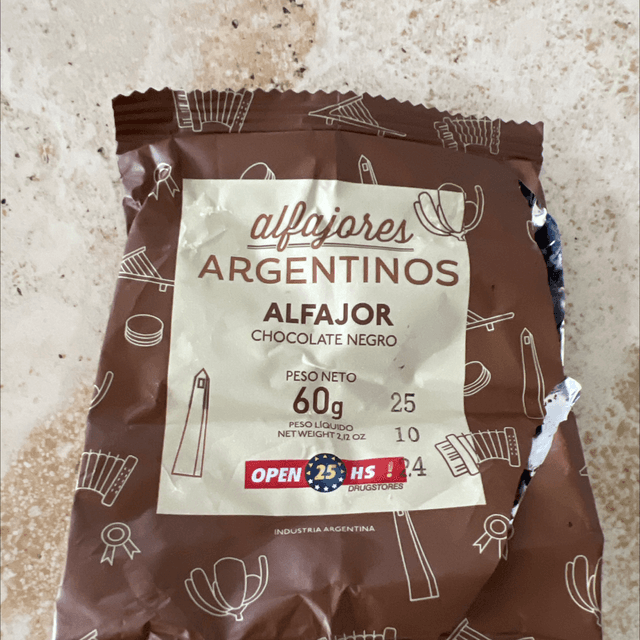 alfajores
ARGENTINOS
ALFAJOR
CHOCOLATE NEGRO
PESO NETO
60g
PESO LÍQUIDO
NET WEIGHT 2,12 OZ
25
10
24
OPEN 25 HS !
DRUGSTORES
INDUSTRIA ARGENTINA